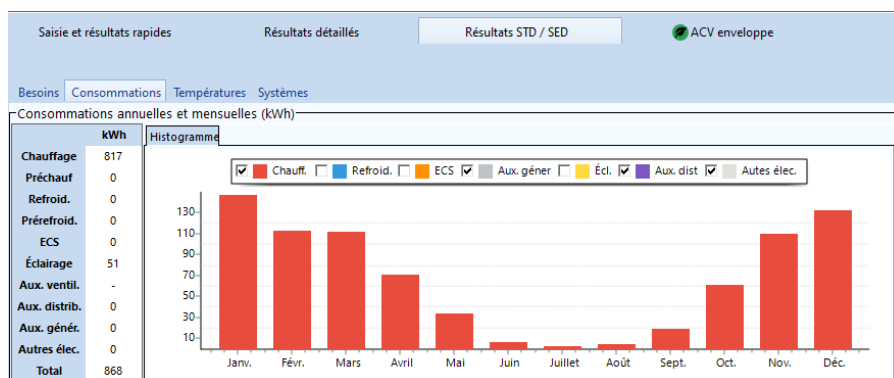 Saisie et résultats rapides Résultats détaillés Résultats STD / SED ACV enveloppe
Besoins Consommations Températures Systèmes
Consommations annuelles et mensuelles (kWh)
kWh
Chauffage 817
Préchauf 0
Refroid. 0
Prérefroid. 0
ECS 0
Éclairage 51
Aux. ventil. -
Aux. distrib. 0
Aux. génér. 0
Autres élec. 0
Total 868
Histogramme
Chauff. Refroid. ECS Aux. géner Écl. Aux. dist Autes élec.
130
110
90
70
50
30
10
Janv. Févr. Mars Avril Mai Juin Juillet Août Sept. Oct. Nov. Déc.